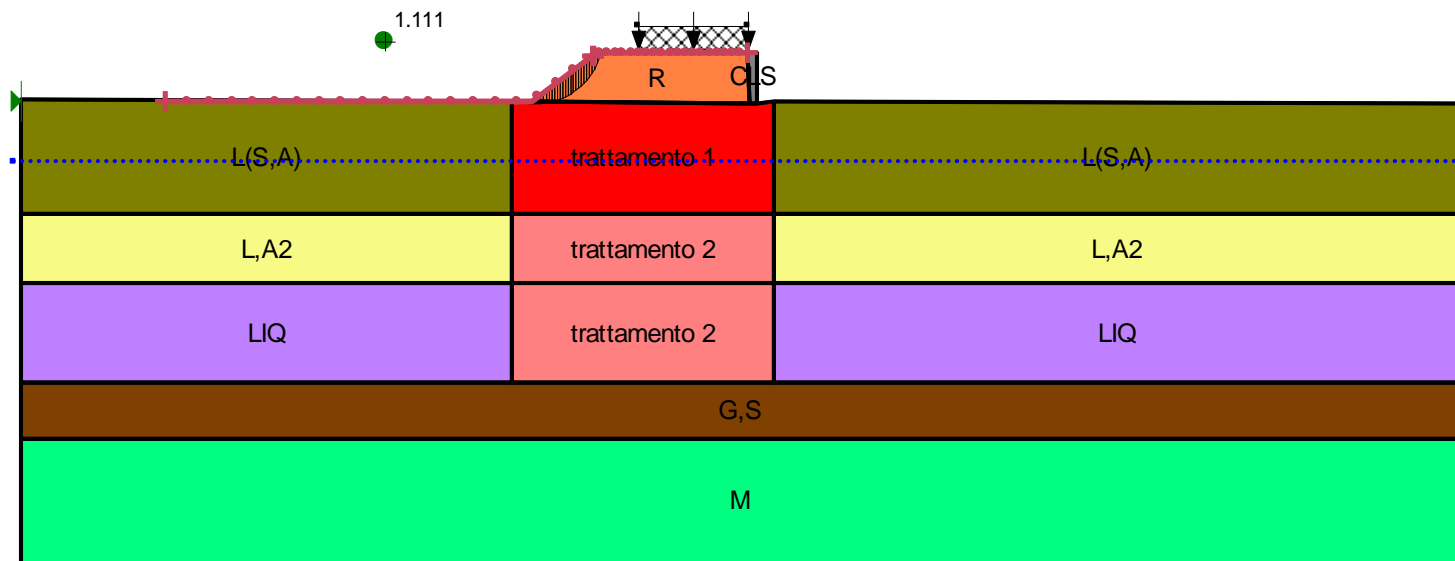 1.111
R
CLS
L(S,A)
trattamento 1
L(S,A)
L,A2
trattamento 2
L,A2
LIQ
trattamento 2
LIQ
G,S
M